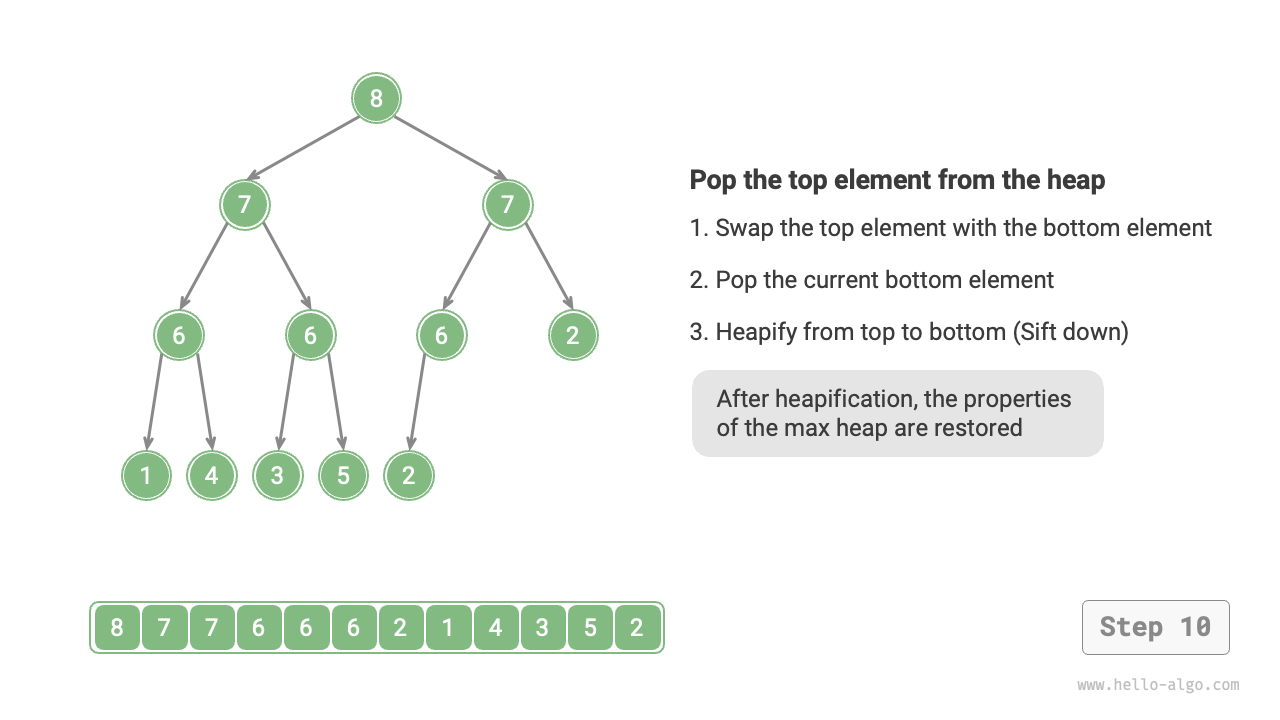 8
7 7
6 6 6 2
1 4 3 5 2
Pop the top element from the heap
1. Swap the top element with the bottom element
2. Pop the current bottom element
3. Heapify from top to bottom (Sift down)
After heapification, the properties
of the max heap are restored
8 7 7 6 6 6 2 1 4 3 5 2
Step 10
www.hello-algo.com